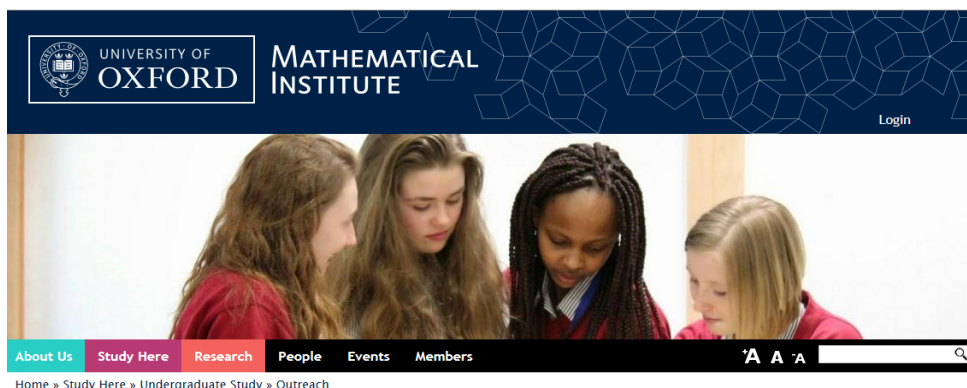 UNIVERSITY OF
OXFORD
MATHEMATICAL
INSTITUTE
Login
About Us Study Here Research People Events Members +A A -A
Home » Study Here » Undergraduate Study » Outreach